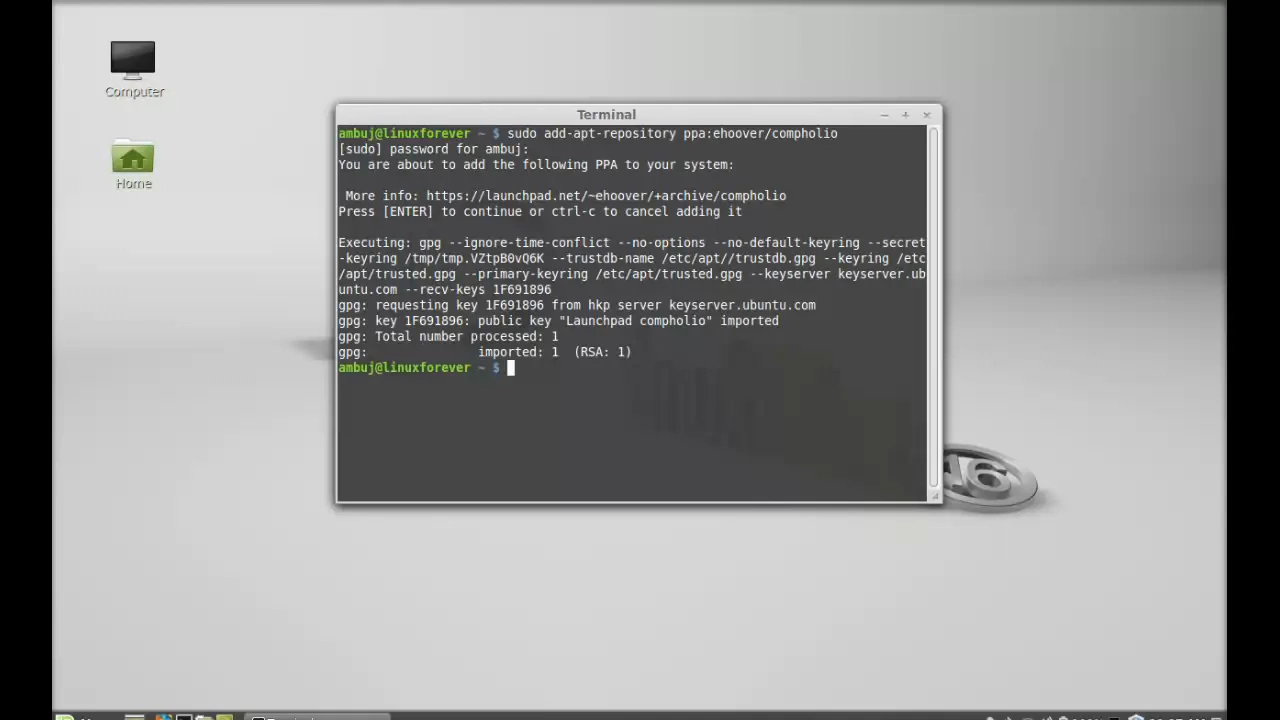 Computer
Home
Terminal
ambuj@linuxforever ~ $ sudo add-apt-repository ppa:ehoover/compholio
[sudo] password for ambuj:
You are about to add the following PPA to your system:
More info: https://launchpad.net/~ehoover/+archive/compholio
Press [ENTER] to continue or ctrl-c to cancel adding it
Executing: gpg --ignore-time-conflict --no-options --no-default-keyring --secret
-keyring /tmp/tmp.VZtpB0vQ6K --trustdb-name /etc/apt//trustdb.gpg --keyring /etc
/apt/trusted.gpg --primary-keyring /etc/apt/trusted.gpg --keyserver keyserver.ub
untu.com --recv-keys 1F691896
gpg: requesting key 1F691896 from hkp server keyserver.ubuntu.com
gpg: key 1F691896: public key "Launchpad compholio" imported
gpg: Total number processed: 1
gpg:               imported: 1  (RSA: 1)
ambuj@linuxforever ~ $
16